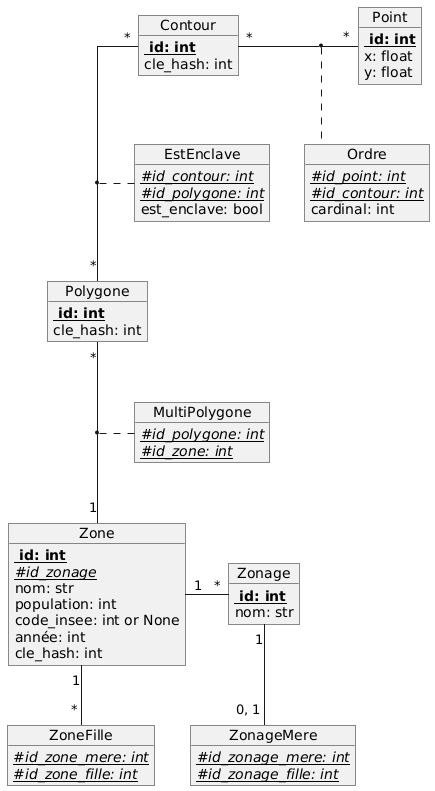 Contour
id: int
cle_hash: int
*
*
*
Point
id: int
x: float
y: float
EstEnclave
#id_contour: int
#id_polygone: int
est_enclave: bool
Ordre
#id_point: int
#id_contour: int
cardinal: int
*
Polygone
id: int
cle_hash: int
*
MultiPolygone
#id_polygone: int
#id_zone: int
1
Zone
id: int
#id_zonage
nom: str
population: int
code_insee: int or None
année: int
cle_hash: int
1
*
Zonage
id: int
nom: str
1
1
*
0, 1
ZoneFille
#id_zone_mere: int
#id_zone_fille: int
ZonageMere
#id_zonage_mere: int
#id_zonage_fille: int